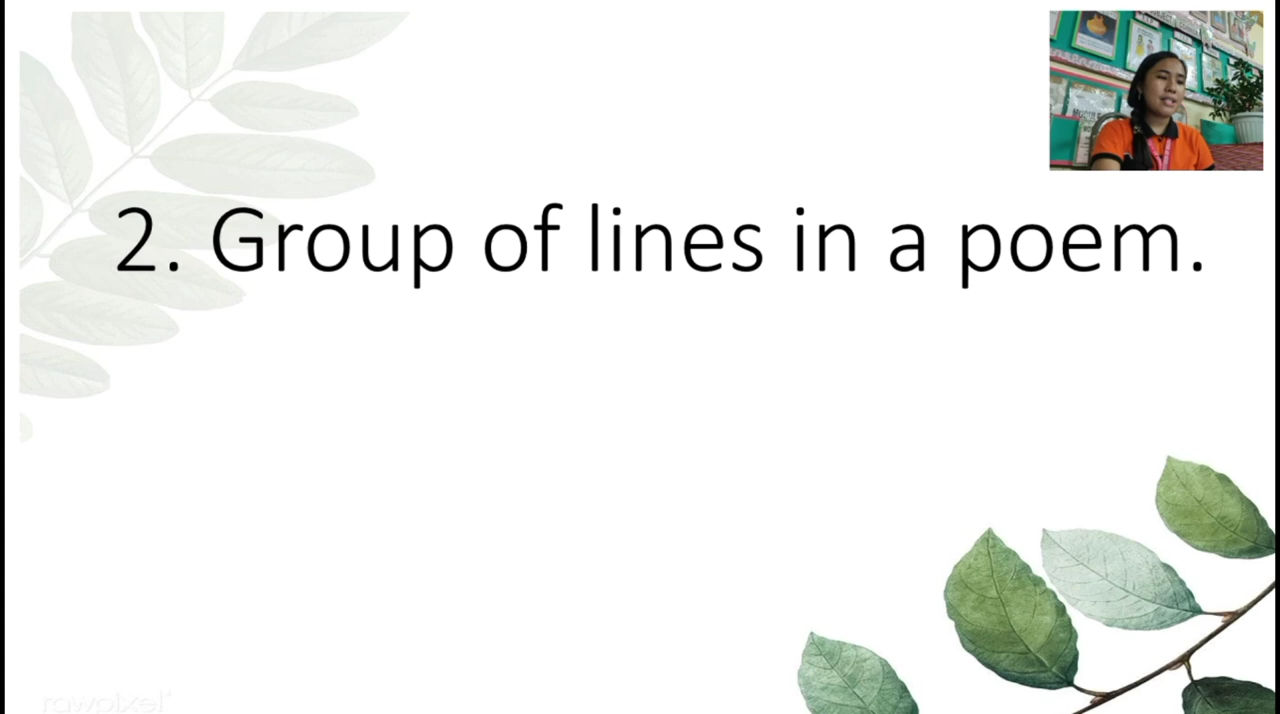 2. Group of lines in a poem.
rawpixel